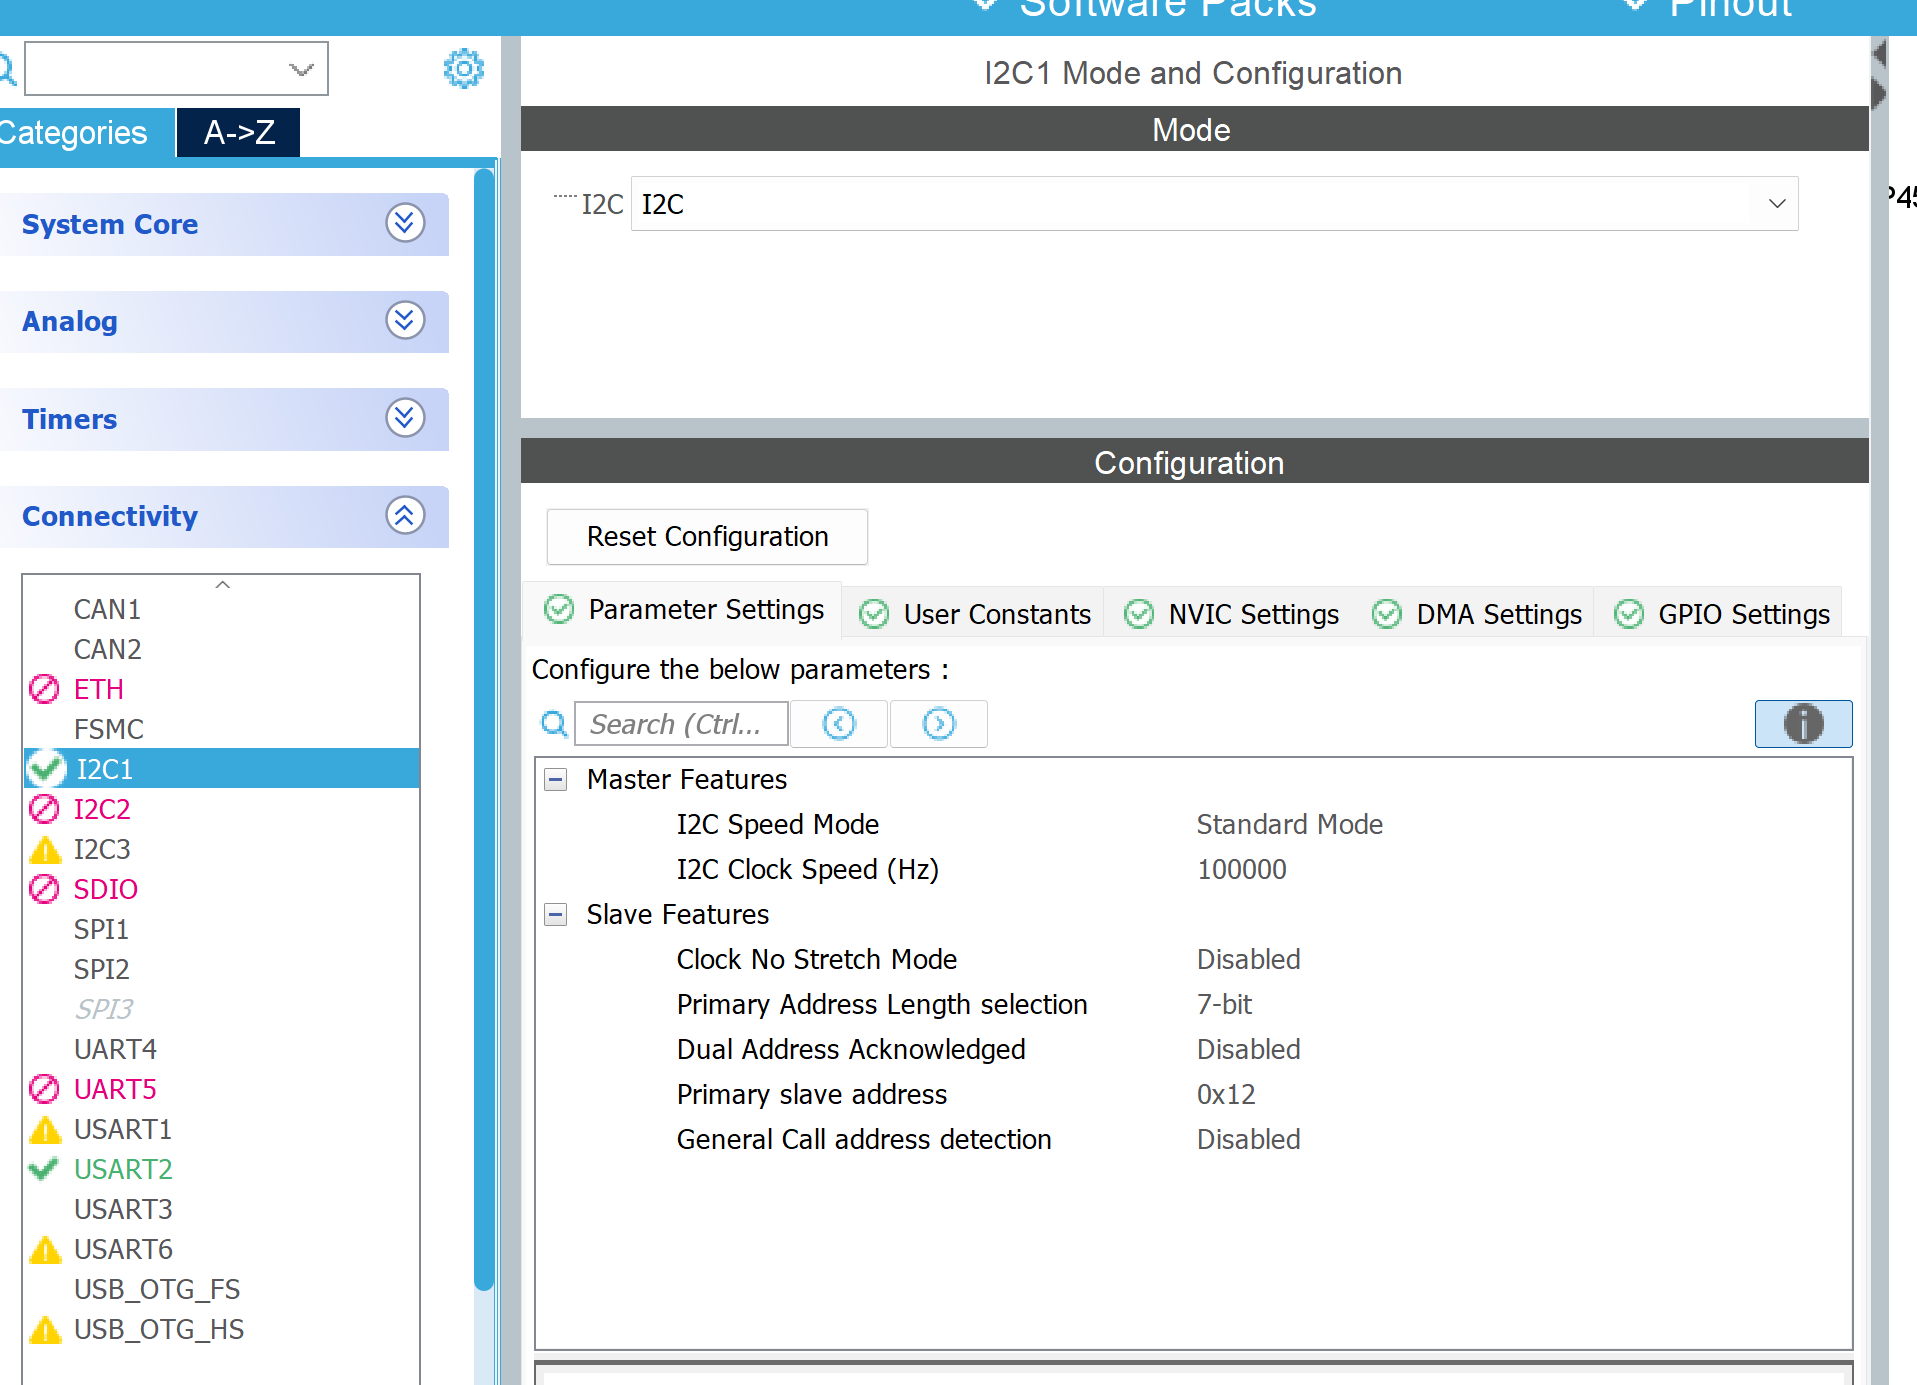 Software Packs
Pinout
Categories
A->Z
System Core
Analog
Timers
Connectivity
CAN1
CAN2
ETH
FSMC
I2C1
I2C2
I2C3
SDIO
SPI1
SPI2
SPI3
UART4
UART5
USART1
USART2
USART3
USART6
USB_OTG_FS
USB_OTG_HS
I2C1 Mode and Configuration
Mode
I2C I2C
Configuration
Reset Configuration
Parameter Settings User Constants NVIC Settings DMA Settings GPIO Settings
Configure the below parameters :
Search (Ctrl...
Master Features
I2C Speed Mode Standard Mode
I2C Clock Speed (Hz) 100000
Slave Features
Clock No Stretch Mode Disabled
Primary Address Length selection 7-bit
Dual Address Acknowledged Disabled
Primary slave address 0x12
General Call address detection Disabled